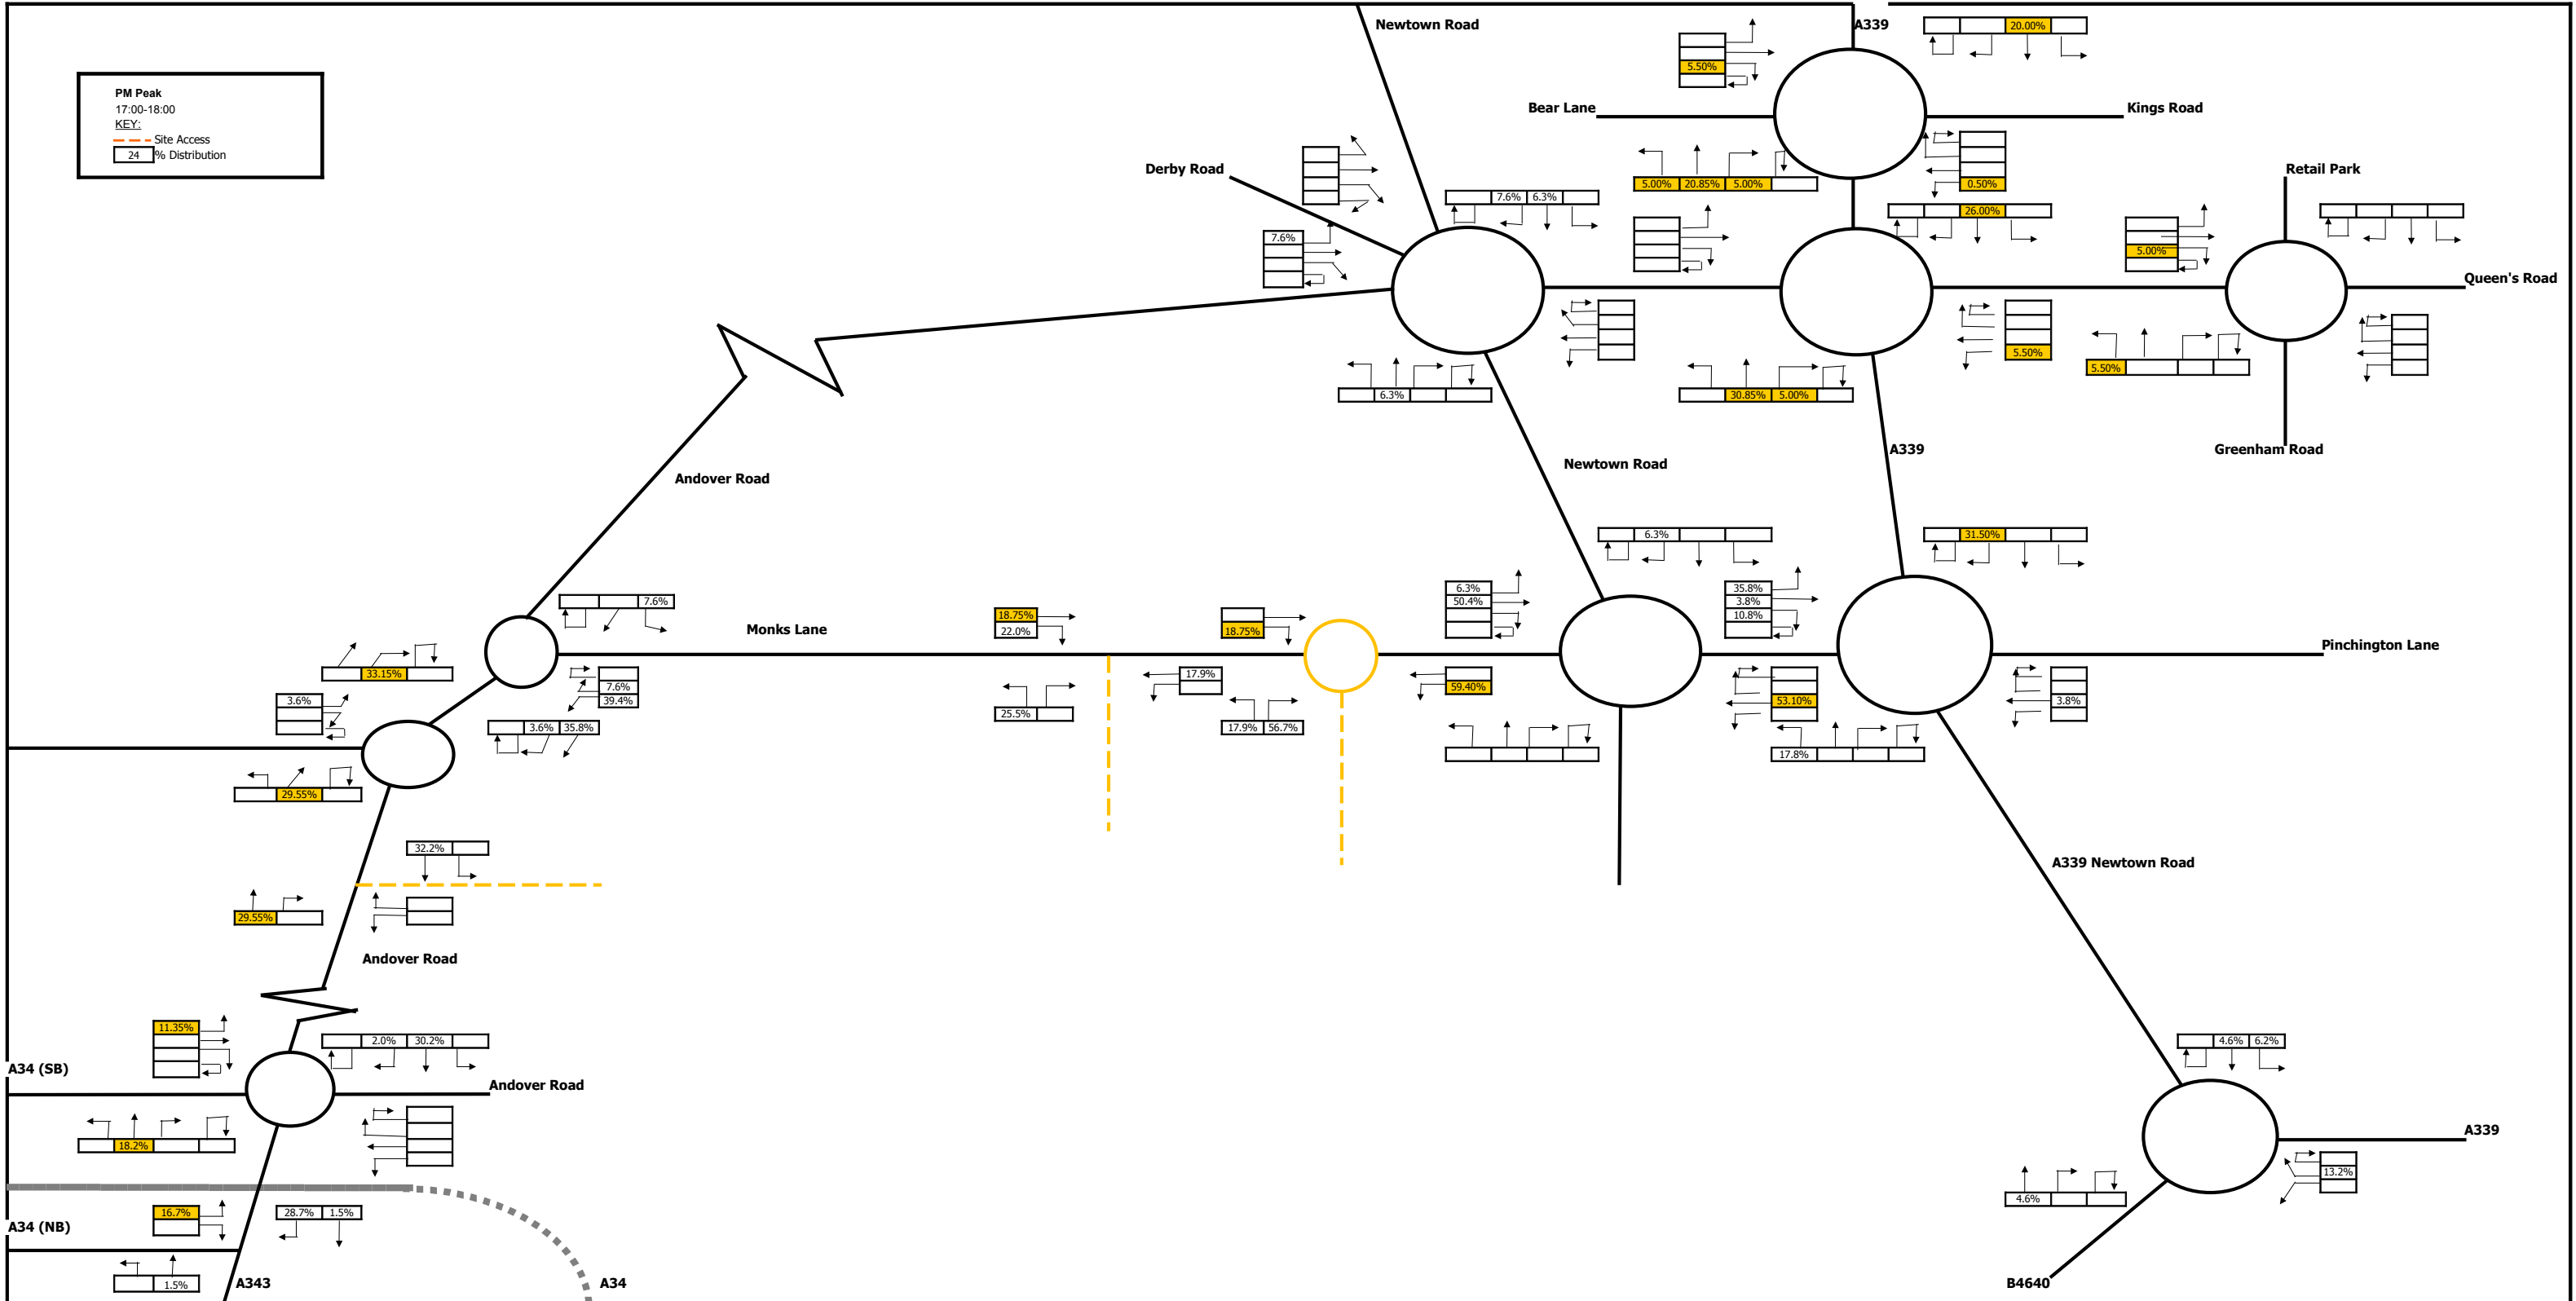 Newtown Road
A339
20.00%
5.50%
PM Peak
17:00-18:00
KEY:
Site Access
24 % Distribution
Bear Lane
Kings Road
Derby Road
Retail Park
5.00% 20.85% 5.00%
0.50%
7.6% 6.3%
26.00%
7.6%
5.00%
Queen's Road
5.50%
5.50%
6.3%
30.85% 5.00%
A339
Greenham Road
Newtown Road
Andover Road
6.3%
31.50%
6.3%
50.4%
35.8%
3.8%
10.8%
7.6%
Monks Lane
18.75%
22.0%
18.75%
Pinchington Lane
33.15%
7.6%
39.4%
17.9%
59.40%
53.10%
3.8%
3.6%
25.5%
3.6% 35.8%
17.9% 56.7%
17.8%
29.55%
32.2%
A339 Newtown Road
29.55%
Andover Road
11.35%
2.0% 30.2%
4.6% 6.2%
A34 (SB)
Andover Road
18.2%
A339
13.2%
4.6%
16.7%
28.7% 1.5%
A34 (NB)
1.5%
A343
A34
B4640